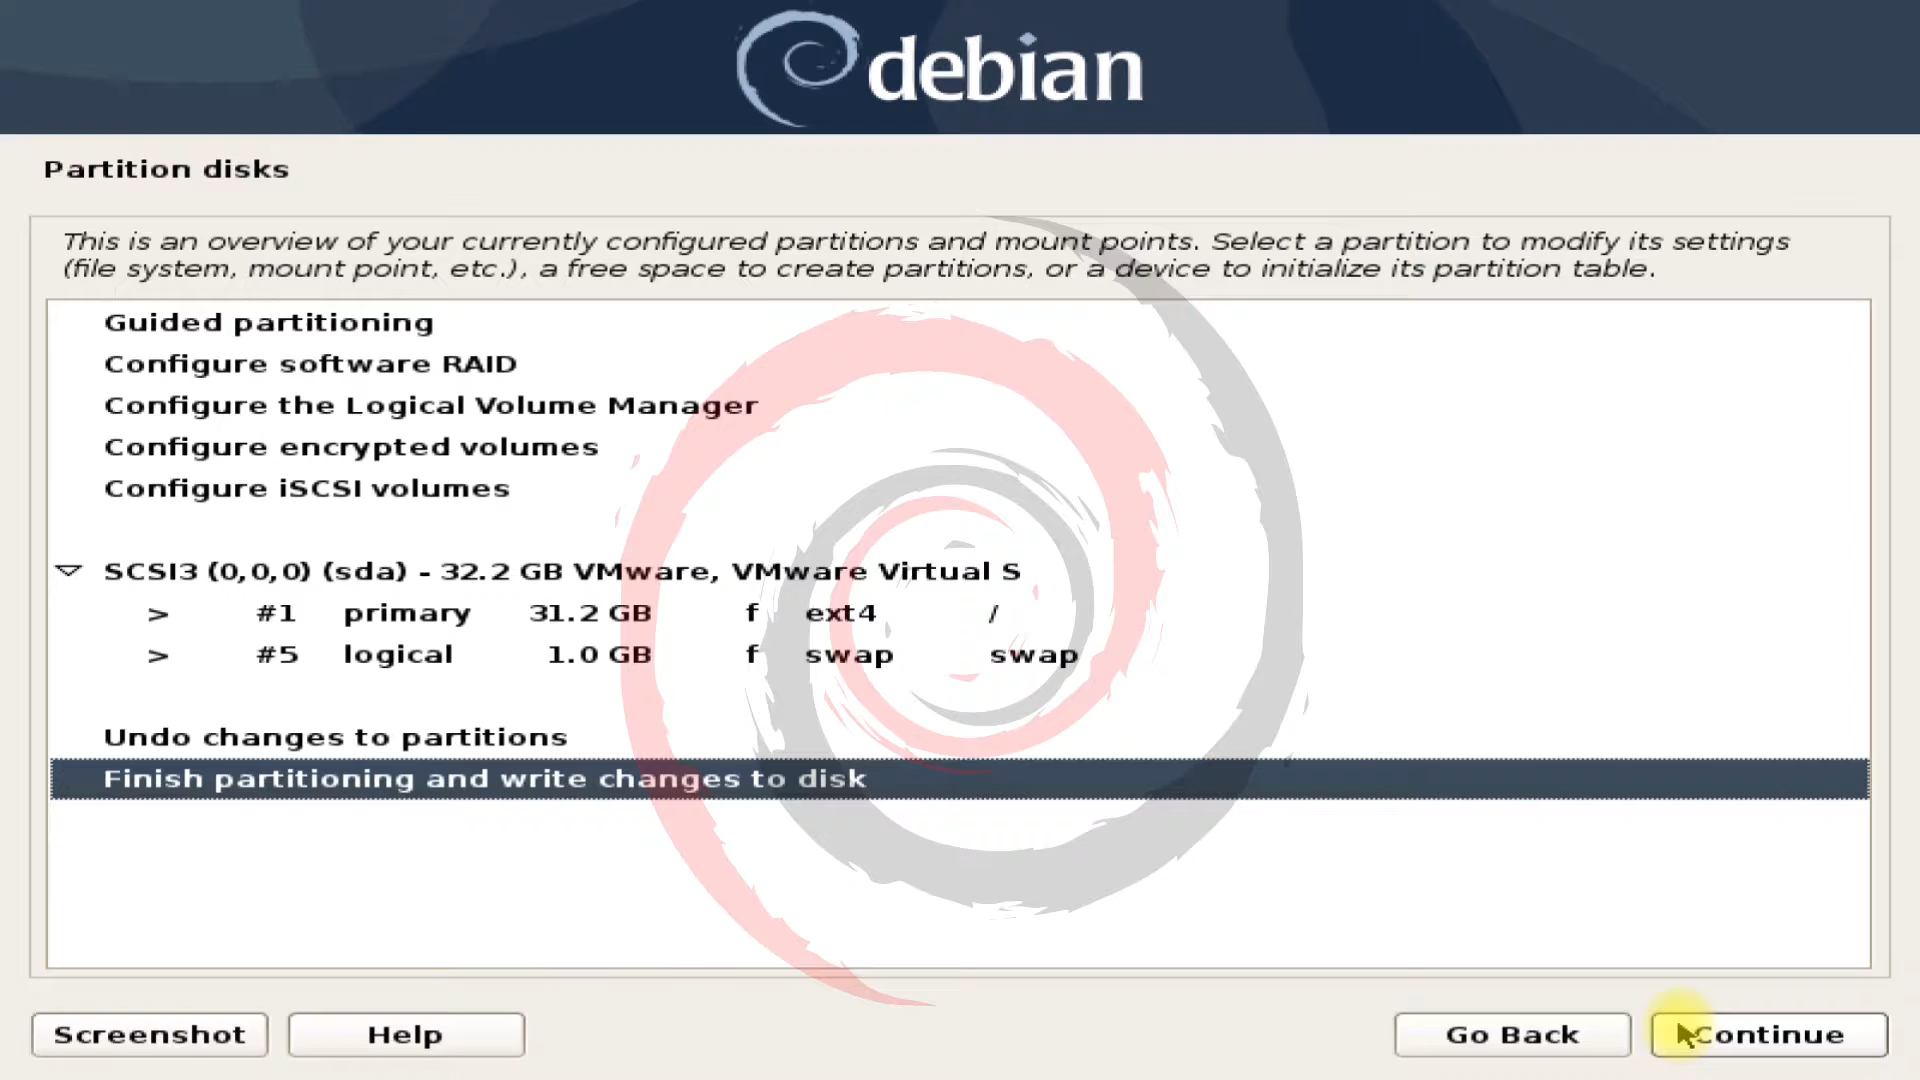 debian
Partition disks
This is an overview of your currently configured partitions and mount points. Select a partition to modify its settings
(file system, mount point, etc.), a free space to create partitions, or a device to initialize its partition table.
Guided partitioning
Configure software RAID
Configure the Logical Volume Manager
Configure encrypted volumes
Configure iSCSI volumes
SCSI3 (0,0,0) (sda) - 32.2 GB VMware, VMware Virtual S
> #1 primary 31.2 GB f ext4 /
> #5 logical 1.0 GB f swap swap
Undo changes to partitions
Finish partitioning and write changes to disk
Screenshot Help Go Back Continue